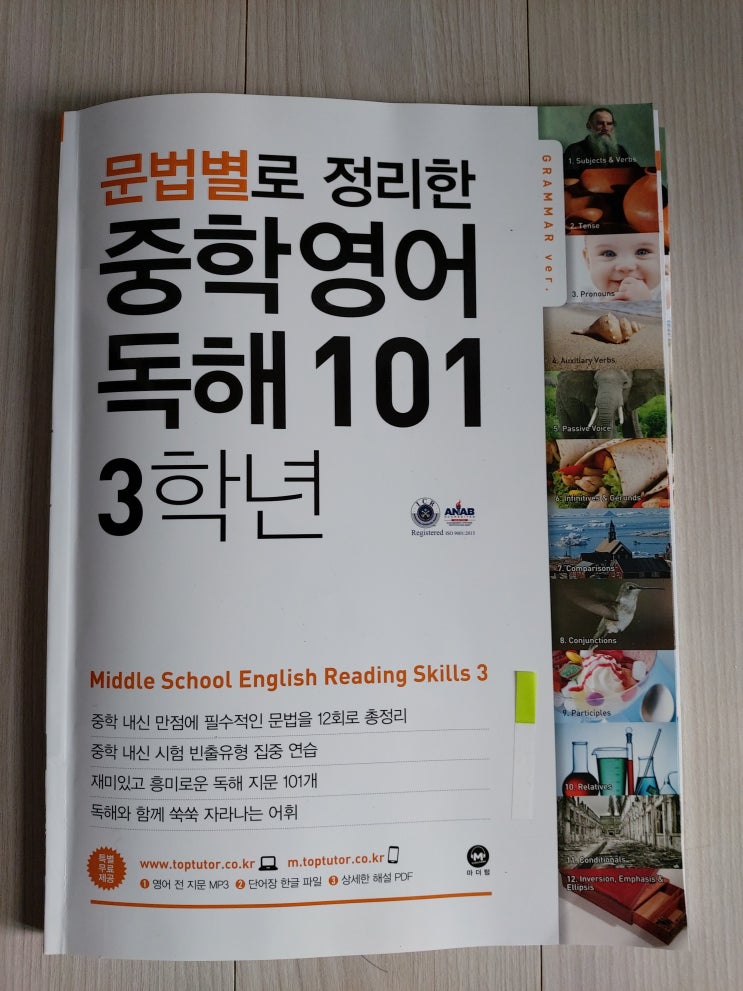 문법별로 정리한
중학영어
독해 101
3학년
Registered ISO 9001:2015
ANAB
Middle School English Reading Skills 3
중학 내신 만점에 필수적인 문법을 12회로 총정리
중학 내신 시험 빈출유형 집중 연습
재미있고 흥미로운 독해 지문 101개
독해와 함께 쑥쑥 자라나는 어휘
특별
무료
제공
www.toptutor.co.kr
m.toptutor.co.kr
1 영어 전 지문 MP3 2 단어장 한글 파일 3 상세한 해설 PDF
마더텅
GRAMMAR ver.
1. Subjects & Verbs
2. Tense
3. Pronouns
4. Auxiliary Verbs
5. Passive Voice
6. Infinitives & Gerunds
7. Comparisons
8. Conjunctions
9. Participles
10. Relatives
11. Conditionals
12. Inversion, Emphasis &
Ellipsis